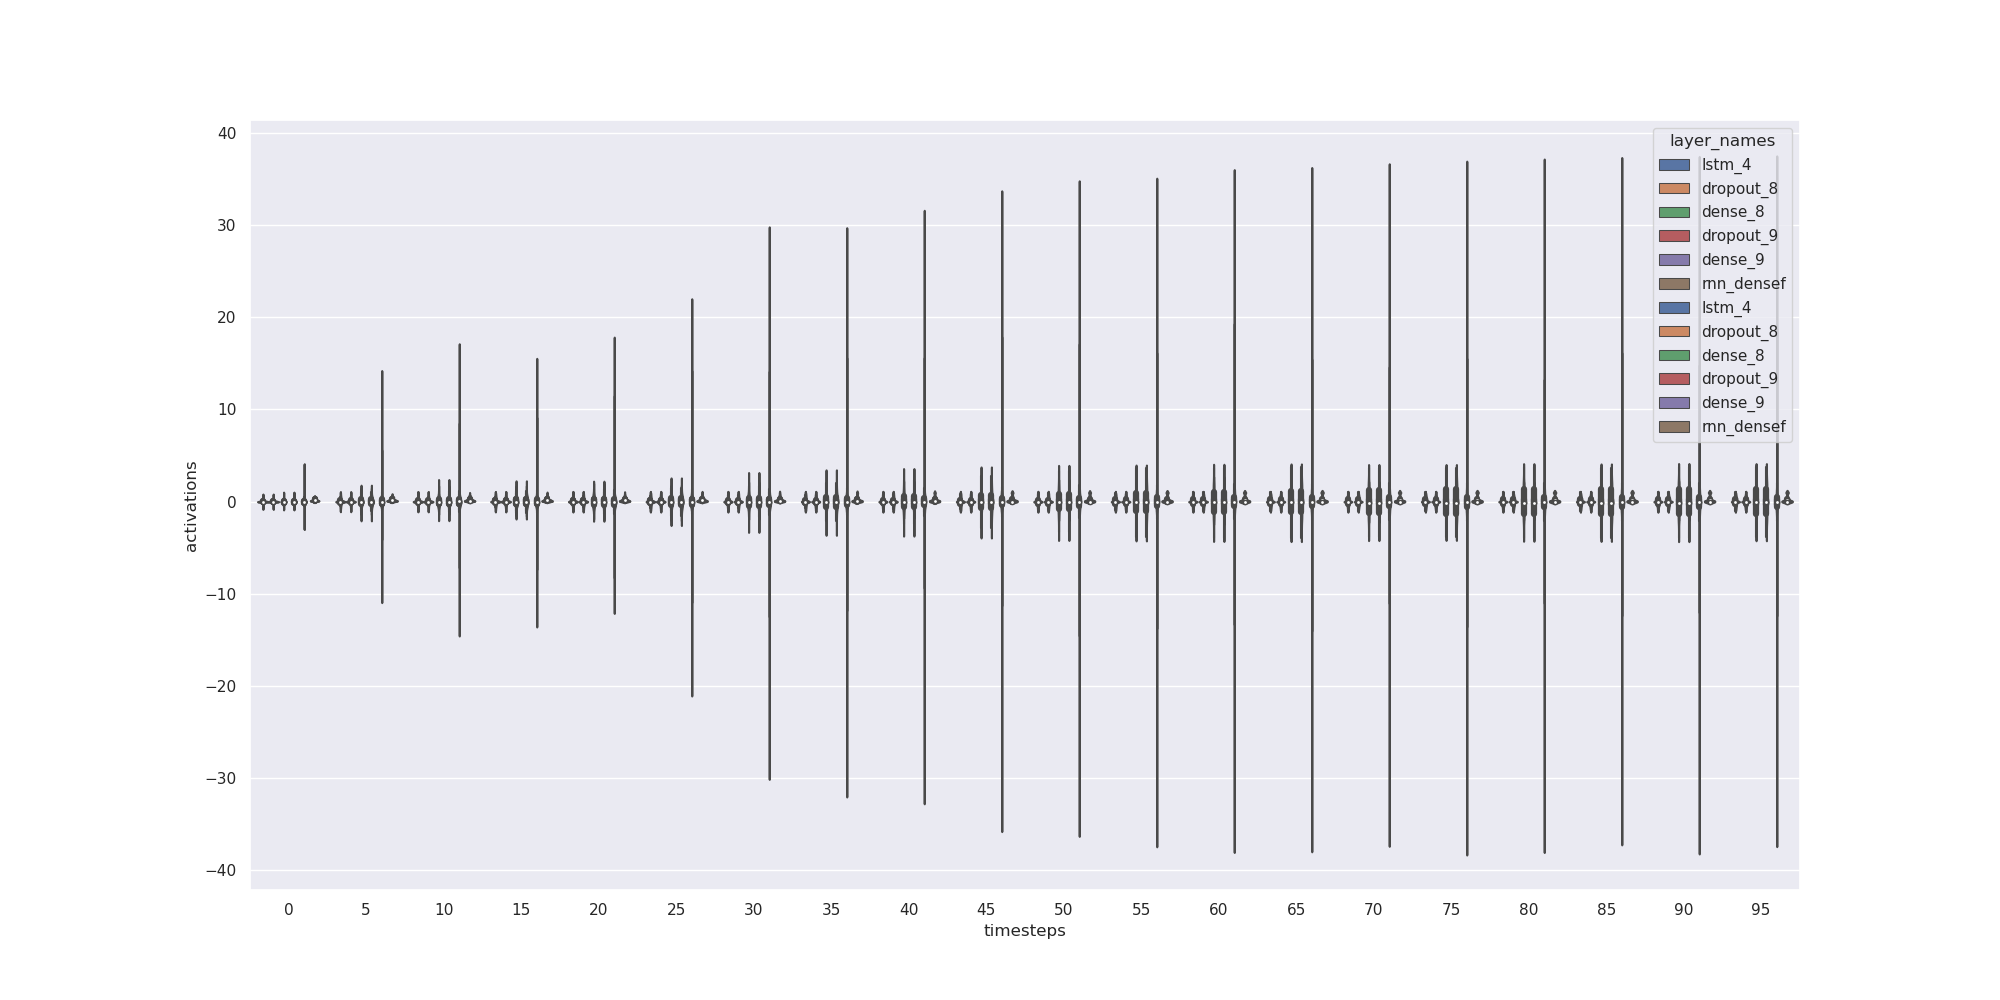 layer_names
lstm_4
dropout_8
dense_8
dropout_9
dense_9
rnn_densef
lstm_4
dropout_8
dense_8
dropout_9
dense_9
rnn_densef
40
30
20
10
0
−10
−20
−30
−40
activations
0 5 10 15 20 25 30 35 40 45 50 55 60 65 70 75 80 85 90 95
timesteps